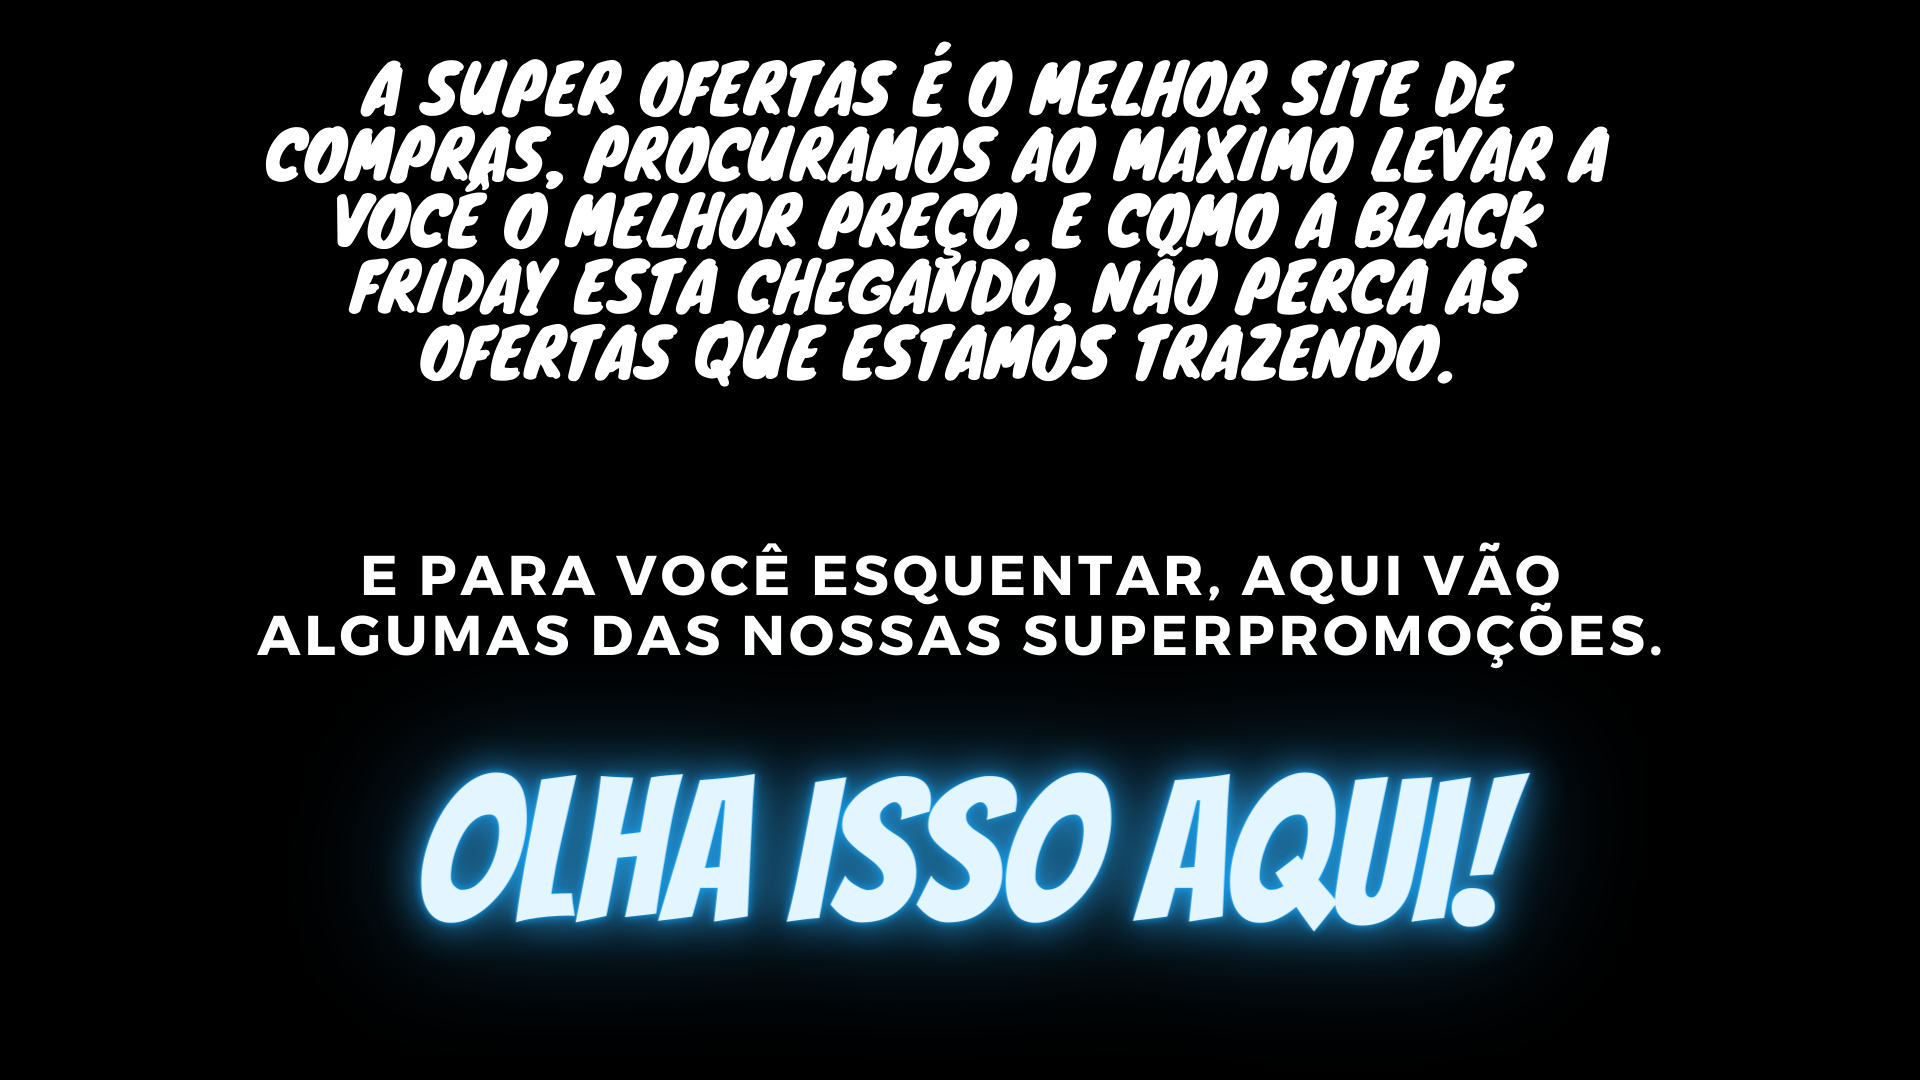 A SUPER OFERTAS É O MELHOR SITE DE
COMPRAS, PROCURAMOS AO MAXIMO LEVAR A
VOCÊ O MELHOR PREÇO. E COMO A BLACK
FRIDAY ESTA CHEGANDO, NÃO PERCA AS
OFERTAS QUE ESTAMOS TRAZENDO.
E PARA VOCÊ ESQUENTAR, AQUI VÃO
ALGUMAS DAS NOSSAS SUPERPROMOÇÕES.
OLHA ISSO AQUI!